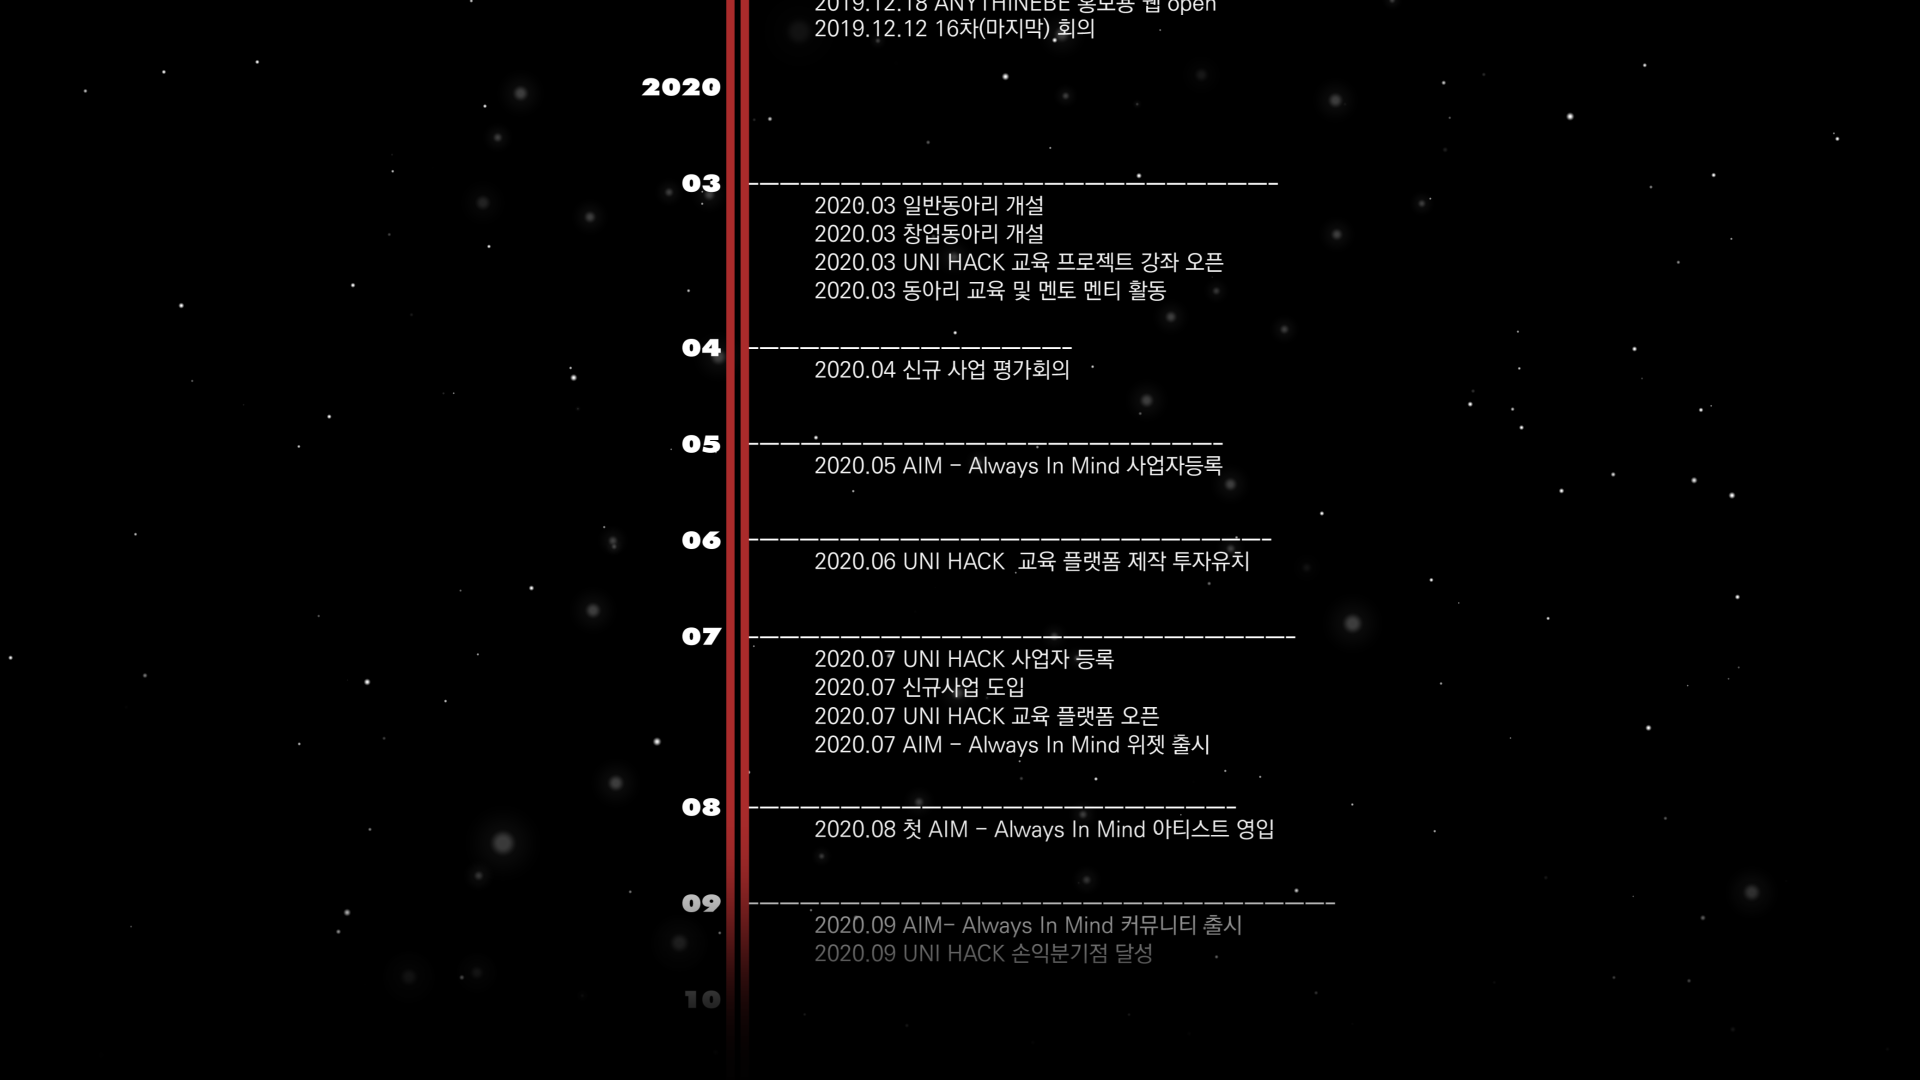 2019.12.18 ANYTHINEBE 홍보용 웹 open
2019.12.12 16차(마지막) 회의
2020
03
2020.03 일반동아리 개설
2020.03 창업동아리 개설
2020.03 UNI HACK 교육 프로젝트 강좌 오픈
2020.03 동아리 교육 및 멘토 멘티 활동
04
2020.04 신규 사업 평가회의
05
2020.05 AIM - Always In Mind 사업자등록
06
2020.06 UNI HACK 교육 플랫폼 제작 투자유치
07
2020.07 UNI HACK 사업자 등록
2020.07 신규사업 도입
2020.07 UNI HACK 교육 플랫폼 오픈
2020.07 AIM - Always In Mind 위젯 출시
08
2020.08 첫 AIM - Always In Mind 아티스트 영입
09
2020.09 AIM- Always In Mind 커뮤니티 출시
2020.09 UNI HACK 손익분기점 달성
10